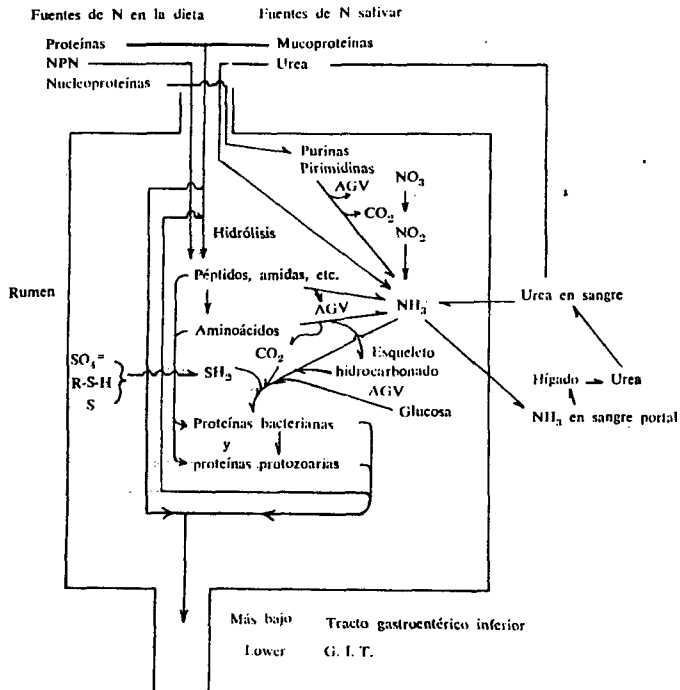 Fuentes de N en la dieta Fuentes de N salivar
Proteínas Mucoproteínas
NPN Urea
Nucleoproteínas
Purinas
Pirimidinas
AGV NO₃
CO₂
NO₂
Hidrólisis
Rumen Péptidos, amidas, etc. NH₃ Urea en sangre
AGV
Aminoácidos
CO₂ Esqueleto
hidrocarbonado
SO₄=
R-S-H SH₂
S
AGV
Glucosa
Hígado Urea
NH₃ en sangre portal
Proteínas bacterianas
y
proteínas protozoarias
Más bajo Tracto gastroentérico inferior
Lower G. I. T.